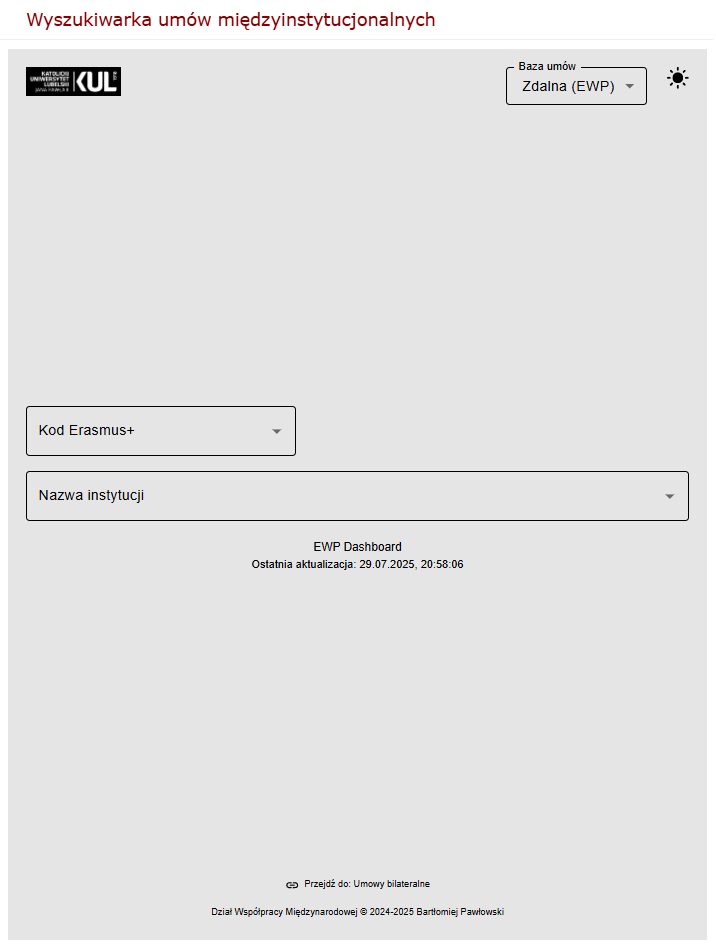 Wyszukiwarka umów międzyinstytucjonalnych
KATOLICKI
UNIWERSYTET
LUBELSKI
JANA PAWŁA II
KUL
Baza umów
Zdalna (EWP)
Kod Erasmus+
Nazwa instytucji
EWP Dashboard
Ostatnia aktualizacja: 29.07.2025, 20:58:06
Przejdź do: Umowy bilateralne
Dział Współpracy Międzynarodowej © 2024-2025 Bartłomiej Pawłowski